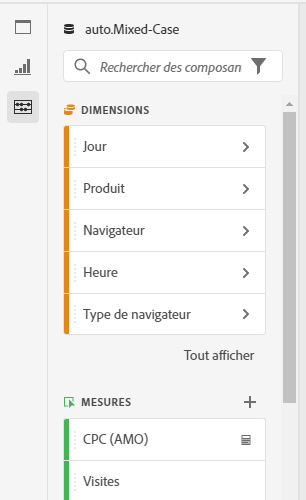 auto.Mixed-Case
Rechercher des composan
DIMENSIONS
Jour
Produit
Navigateur
Heure
Type de navigateur
Tout afficher
MESURES
CPC (AMO)
Visites